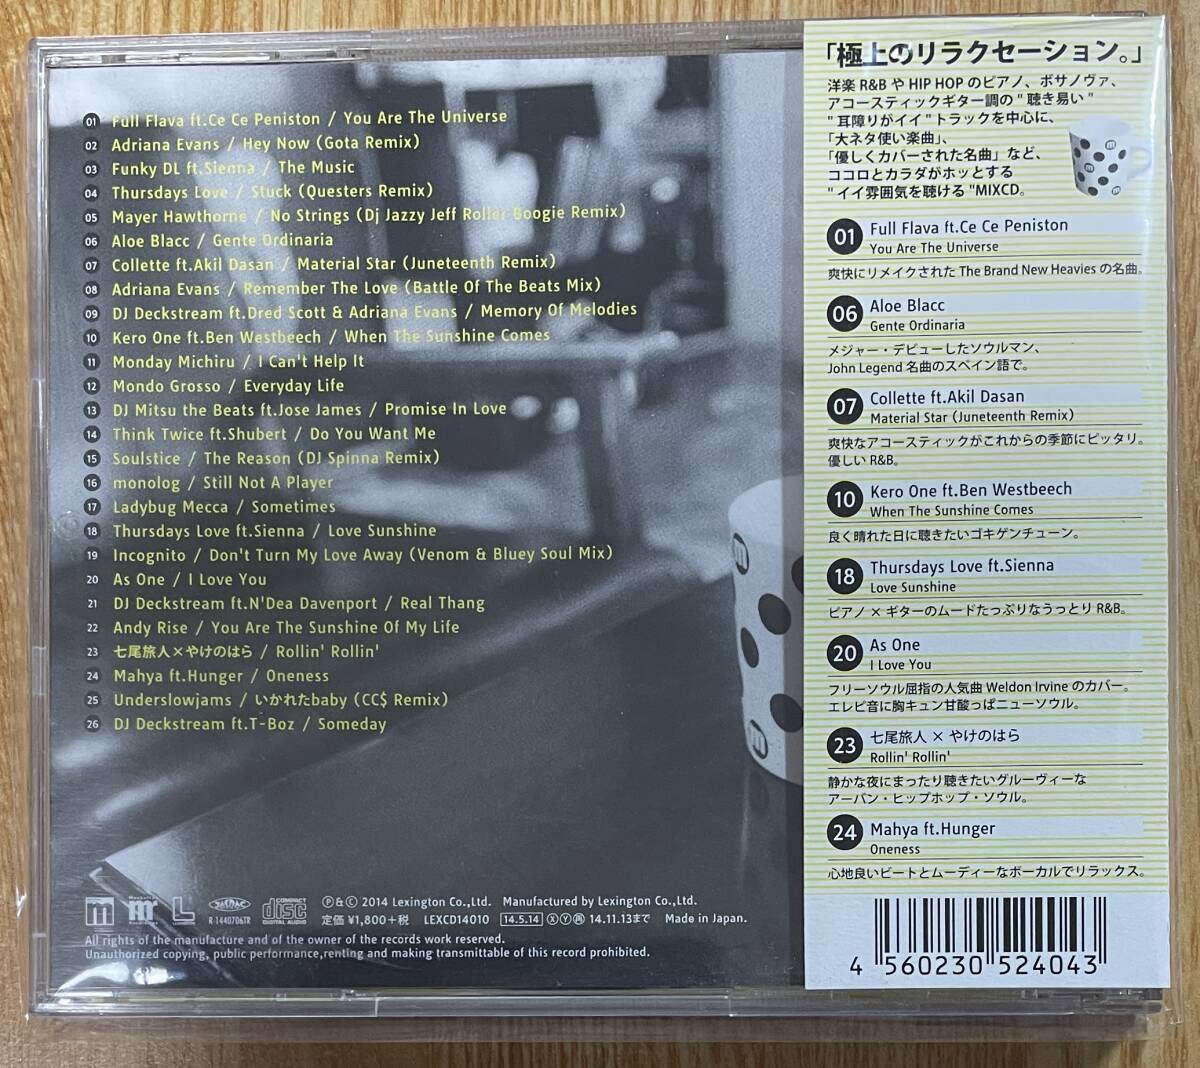 01 Full Flava ft.Ce Ce Peniston / You Are The Universe
02 Adriana Evans / Hey Now (Gota Remix)
03 Funky DL ft.Sienna / The Music
04 Thursdays Love / Stuck (Questers Remix)
05 Mayer Hawthorne / No Strings (Dj Jazzy Jeff Roller Boogie Remix)
06 Aloe Blacc / Gente Ordinaria
07 Collette ft.Akil Dasan / Material Star (Juneteenth Remix)
08 Adriana Evans / Remember The Love (Battle Of The Beats Mix)
09 DJ Deckstream ft.Dred Scott & Adriana Evans / Memory Of Melodies
10 Kero One ft.Ben Westbeech / When The Sunshine Comes
11 Monday Michiru / I Can't Help It
12 Mondo Grosso / Everyday Life
13 DJ Mitsu the Beats ft.Jose James / Promise In Love
14 Think Twice ft.Shubert / Do You Want Me
15 Soulstice / The Reason (DJ Spinna Remix)
16 monolog / Still Not A Player
17 Ladybug Mecca / Sometimes
18 Thursdays Love ft.Sienna / Love Sunshine
19 Incognito / Don't Turn My Love Away (Venom & Bluey Soul Mix)
20 As One / I Love You
21 DJ Deckstream ft.N'Dea Davenport / Real Thang
22 Andy Rise / You Are The Sunshine Of My Life
23 七尾旅人×やけのはら / Rollin' Rollin'
24 Mahya ft.Hunger / Oneness
25 Underslowjams / いかれたbaby (CC$ Remix)
26 DJ Deckstream ft.T-Boz / Someday
JASRAC
R-1440706TR
COMPACT
disc
DIGITAL AUDIO
Ⓟ&Ⓒ 2014 Lexington Co.,Ltd. Manufactured by Lexington Co.,Ltd.
定価 ¥1,800+税 LEXCD14010 14.5.14 ⓍⓎ㊢ 14.11.13まで Made in Japan.
All rights of the manufacture and of the owner of the records work reserved.
Unauthorized copying, public performance,renting and making transmittable of this record prohibited.
「極上のリラクセーション。」
洋楽 R&B や HIP HOP のピアノ、ボサノヴァ、
アコースティックギター調の " 聴き易い "
" 耳障りがイイ " トラックを中心に、
「大ネタ使い楽曲」、
「優しくカバーされた名曲」など、
ココロとカラダがホッとする
" イイ雰囲気を聴ける "MIXCD。
01 Full Flava ft.Ce Ce Peniston
You Are The Universe
爽快にリメイクされた The Brand New Heavies の名曲。
06 Aloe Blacc
Gente Ordinaria
メジャー・デビューしたソウルマン、
John Legend 名曲のスペイン語で。
07 Collette ft.Akil Dasan
Material Star (Juneteenth Remix)
爽快なアコースティックがこれからの季節にピッタリ。
優しい R&B。
10 Kero One ft.Ben Westbeech
When The Sunshine Comes
良く晴れた日に聴きたいゴキゲンチューン。
18 Thursdays Love ft.Sienna
Love Sunshine
ピアノ × ギターのムードたっぷりなうっとり R&B。
20 As One
I Love You
フリーソウル屈指の人気曲 Weldon Irvine のカバー。
エレピ音に胸キュン甘酸っぱニューソウル。
23 七尾旅人 × やけのはら
Rollin' Rollin'
静かな夜にまったり聴きたいグルーヴィーな
アーバン・ヒップホップ・ソウル。
24 Mahya ft.Hunger
Oneness
心地良いビートとムーディーなボーカルでリラックス。
4 560230 524043